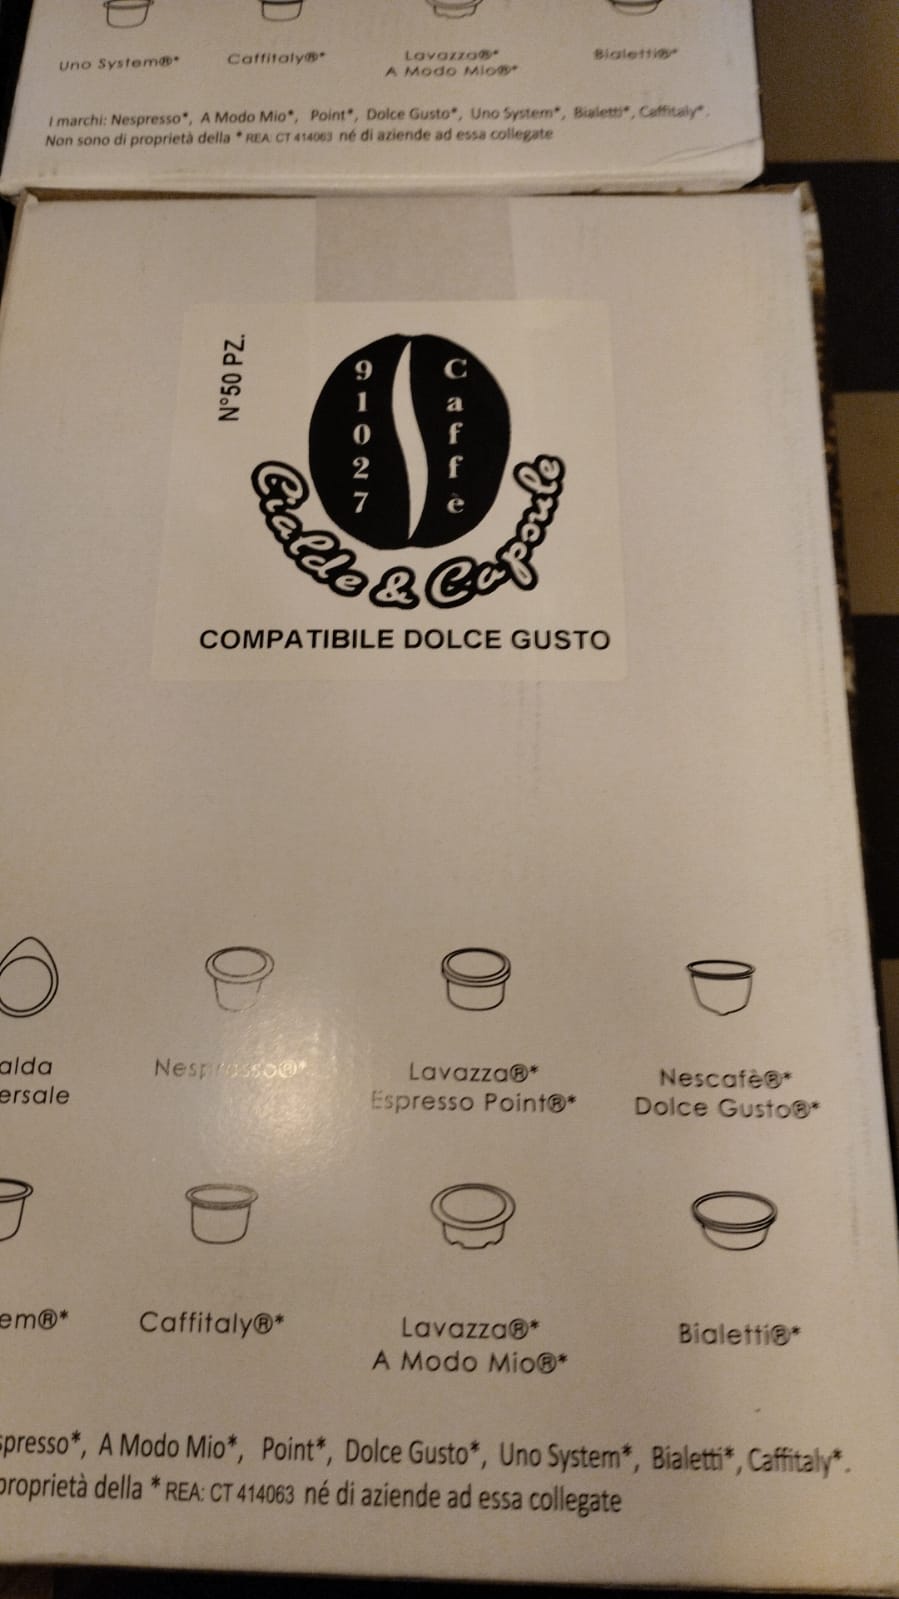 Uno System®*
Caffitaly®*
Lavazza®*
A Modo Mio®*
Bialetti®*
I marchi: Nespresso*, A Modo Mio*, Point*, Dolce Gusto*, Uno System*, Bialetti*, Caffitaly*.
Non sono di proprietà della * REA: CT 414063 né di aziende ad essa collegate
N°50 PZ.
91027
Caffè
Cialde & Capsule
COMPATIBILE DOLCE GUSTO
alda
ersale
Nespresso®*
Lavazza®*
Espresso Point®*
Nescafè®*
Dolce Gusto®*
em®*
Caffitaly®*
Lavazza®*
A Modo Mio®*
Bialetti®*
spresso*, A Modo Mio*, Point*, Dolce Gusto*, Uno System*, Bialetti*, Caffitaly*.
proprietà della * REA: CT 414063 né di aziende ad essa collegate